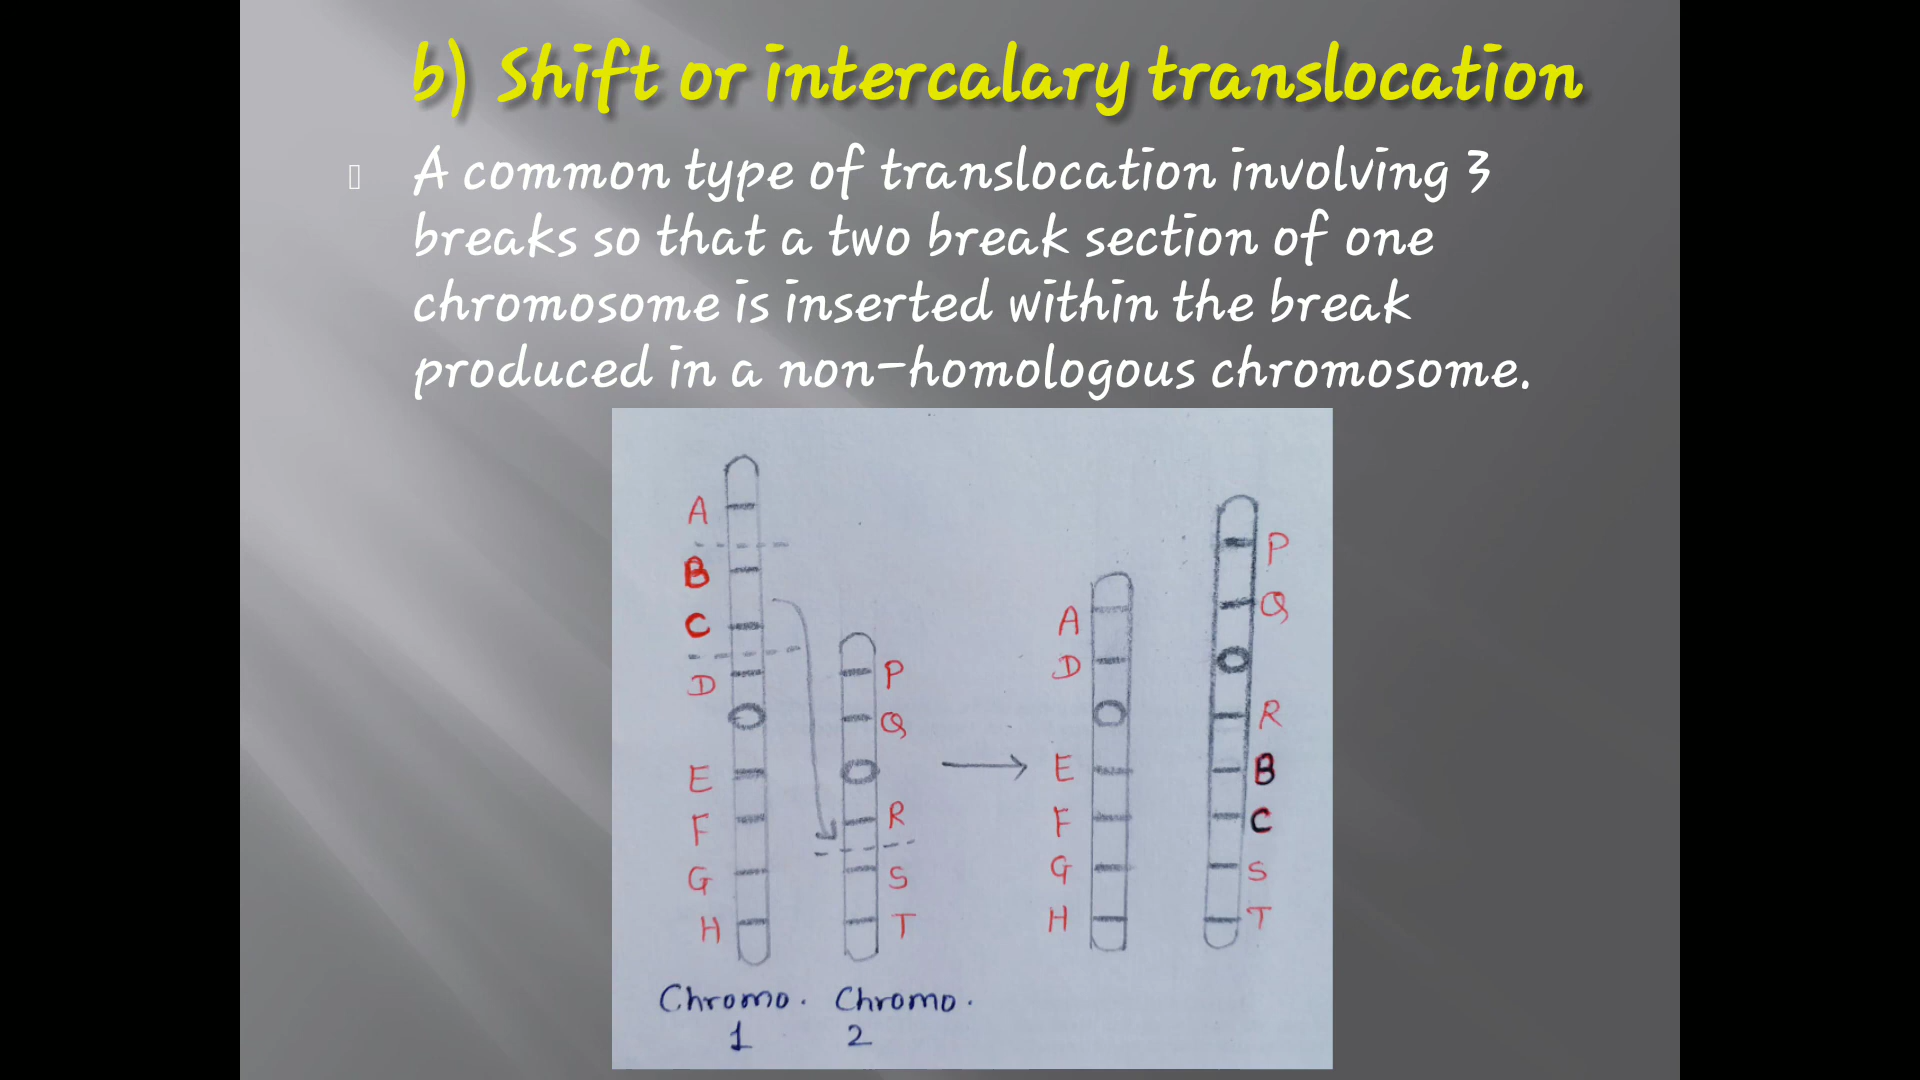 b) Shift or intercalary translocation
A common type of translocation involving 3
breaks so that a two break section of one
chromosome is inserted within the break
produced in a non-homologous chromosome.
A
B
C
D
E
F
G
H
P
Q
R
S
T
A
D
E
F
G
H
P
Q
R
B
C
S
T
Chromo. Chromo.
1 2